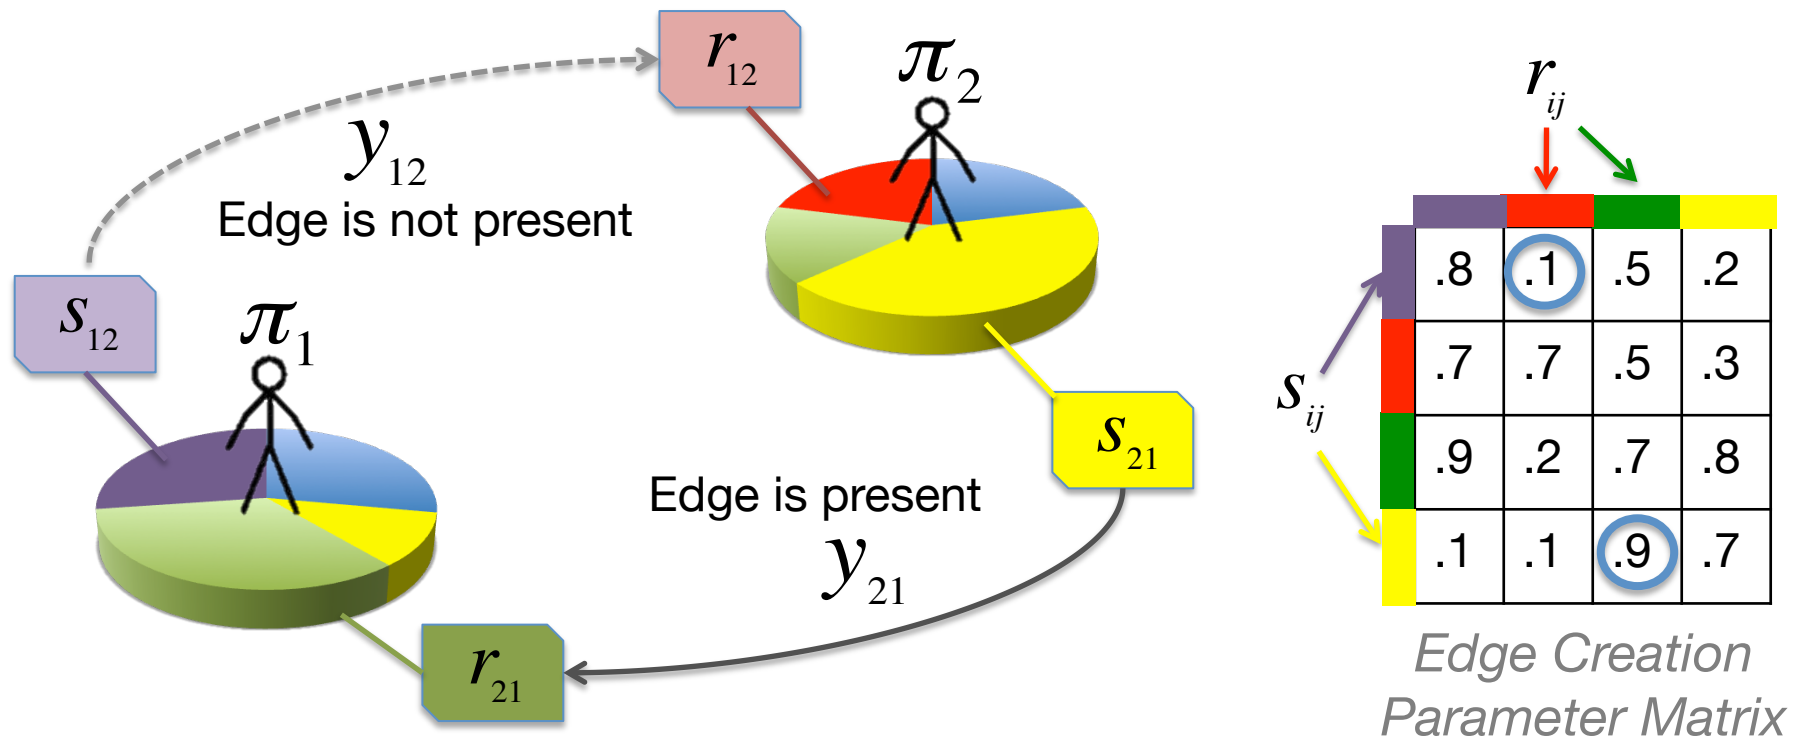 r₁₂
π₂
y₁₂
Edge is not present
s₁₂
π₁
s₂₁
Edge is present
y₂₁
r₂₁
rᵢⱼ
sᵢⱼ
.8 .1 .5 .2
.7 .7 .5 .3
.9 .2 .7 .8
.1 .1 .9 .7
Edge Creation
Parameter Matrix